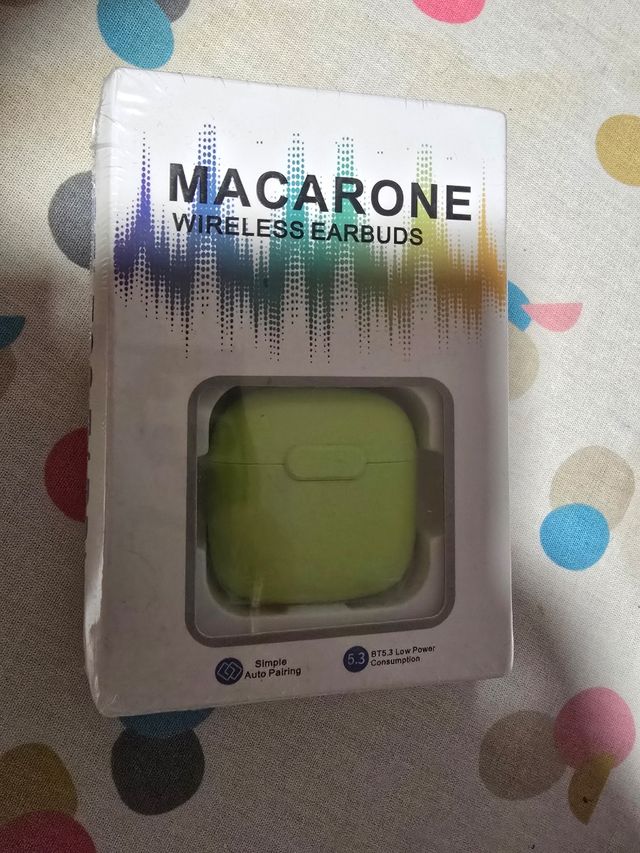 MACARONE
WIRELESS EARBUDS
Simple
Auto Pairing
5.3
BT5.3 Low Power
Consumption